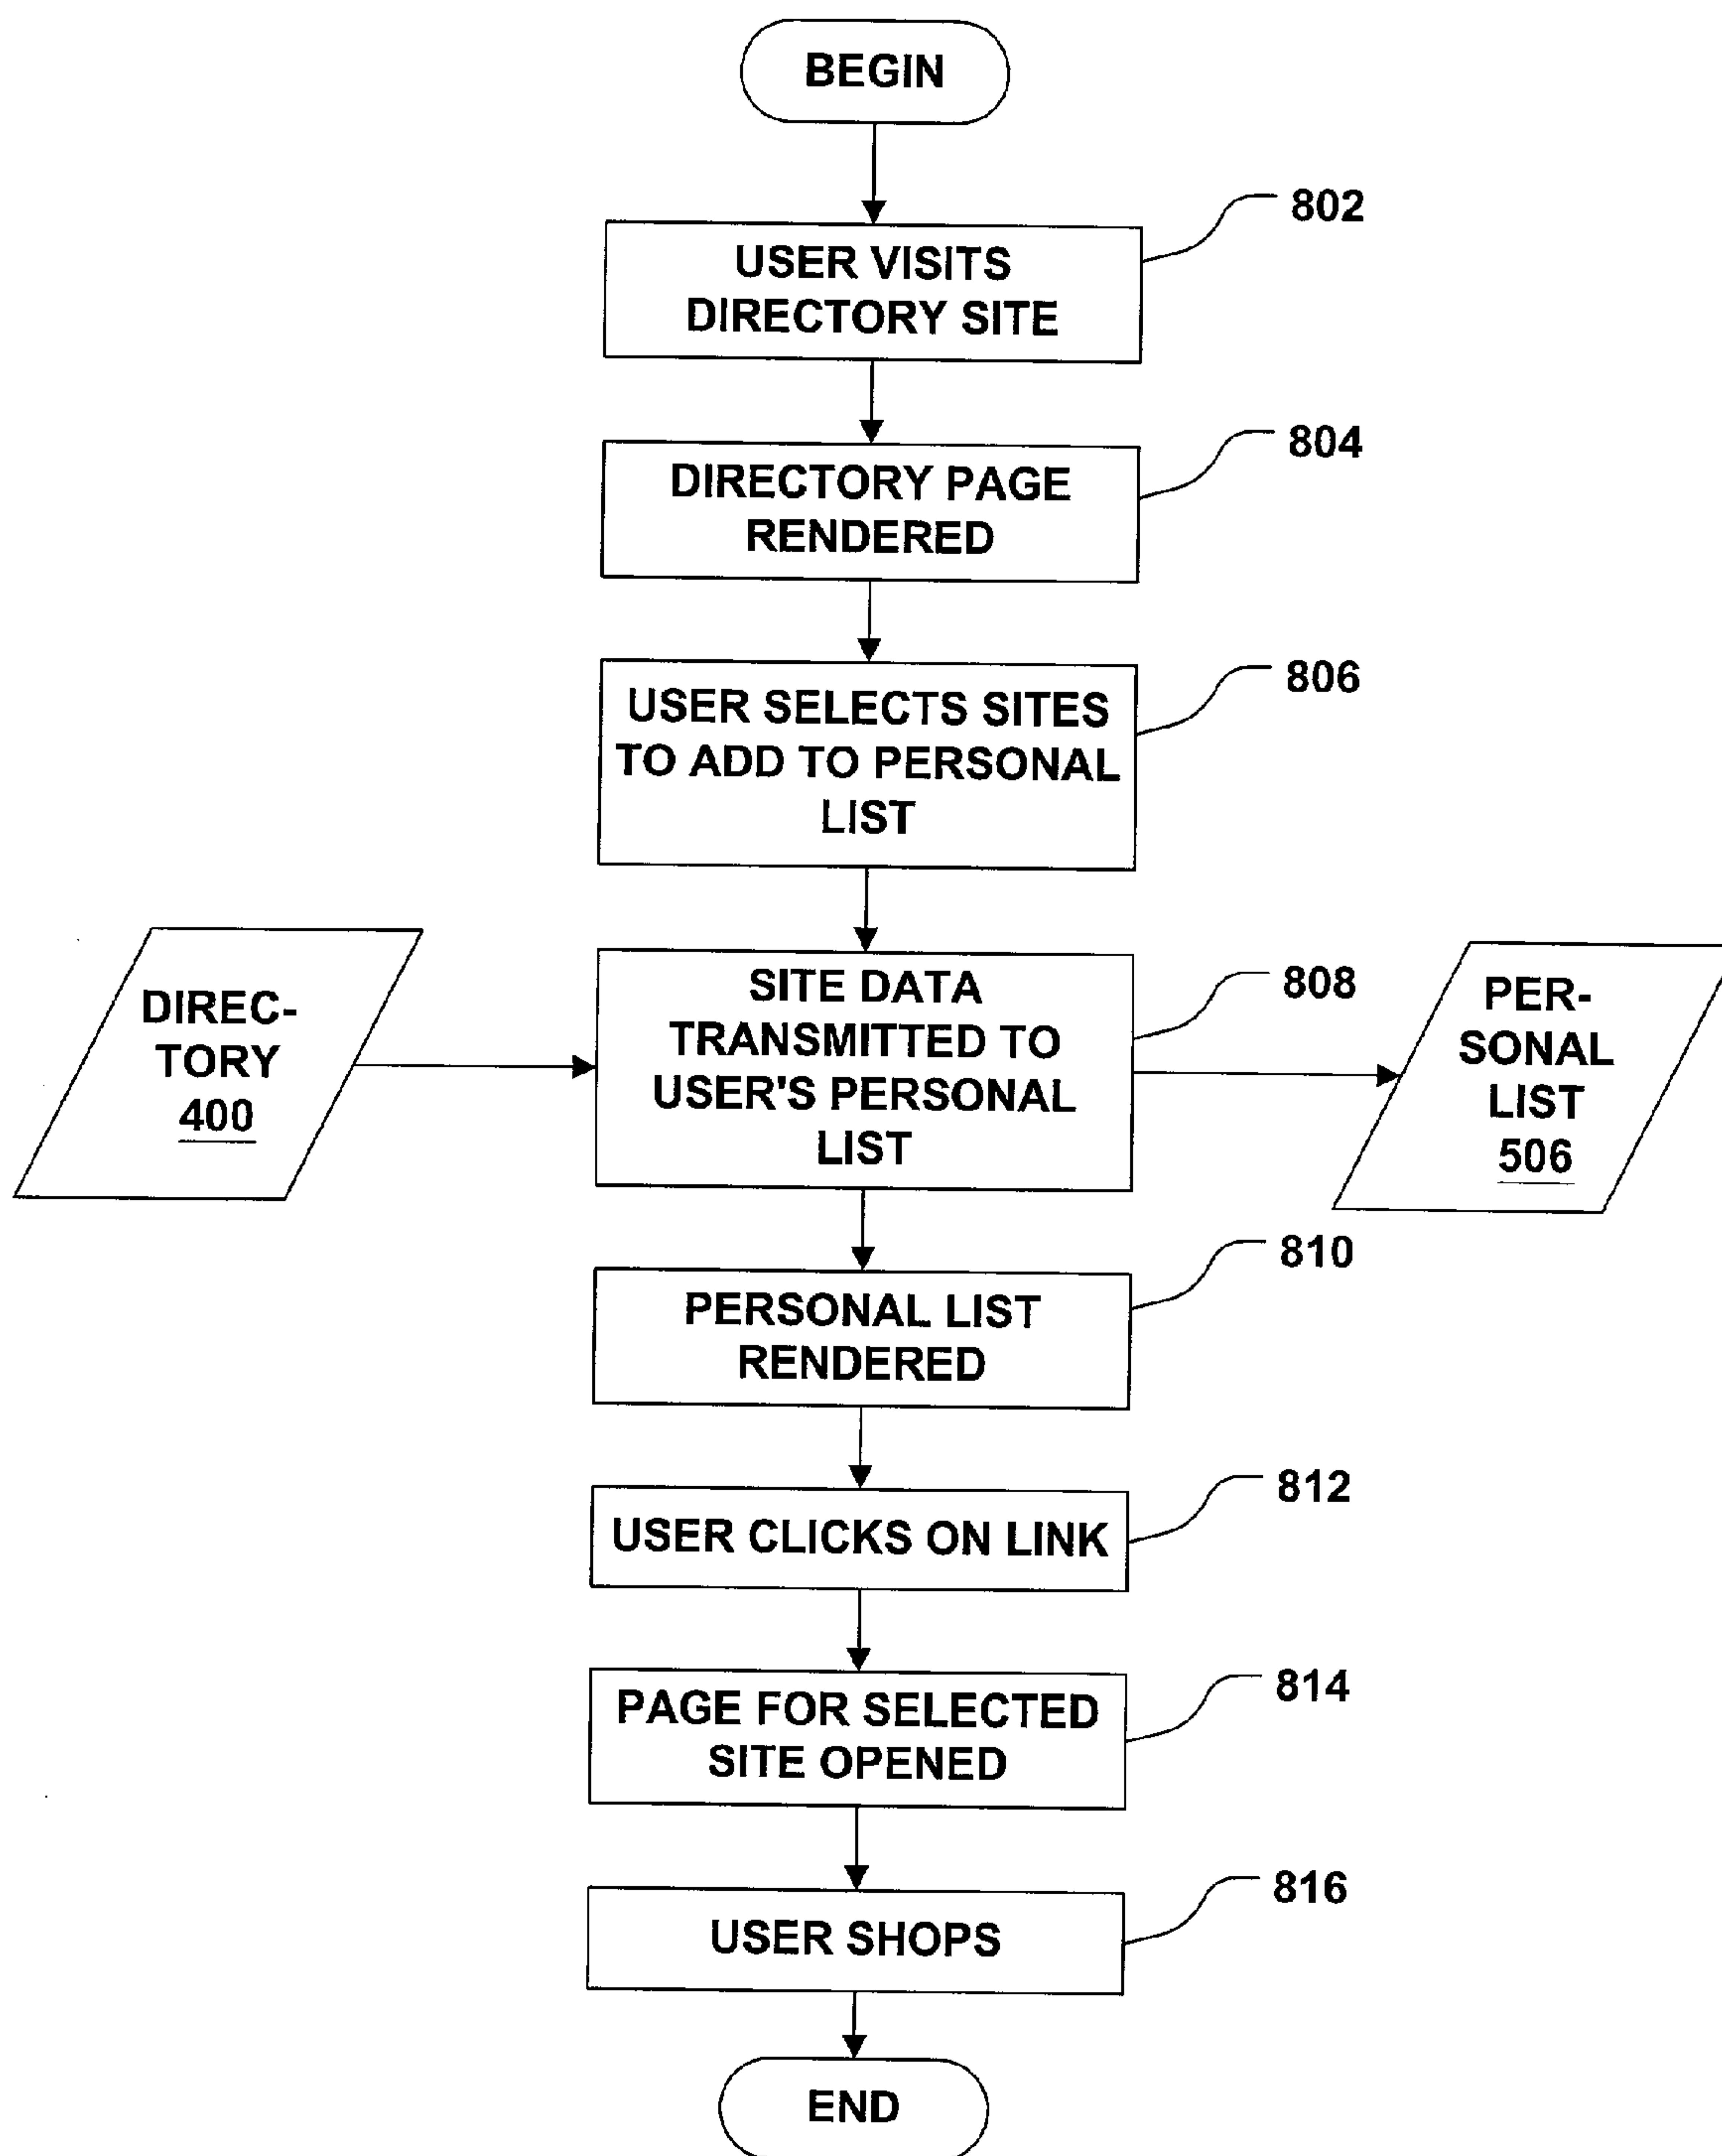 BEGIN
802
USER VISITS
DIRECTORY SITE
804
DIRECTORY PAGE
RENDERED
806
USER SELECTS SITES
TO ADD TO PERSONAL
LIST
DIREC-
TORY
400
808
SITE DATA
TRANSMITTED TO
USER'S PERSONAL
LIST
PER-
SONAL
LIST
506
810
PERSONAL LIST
RENDERED
812
USER CLICKS ON LINK
814
PAGE FOR SELECTED
SITE OPENED
816
USER SHOPS
END